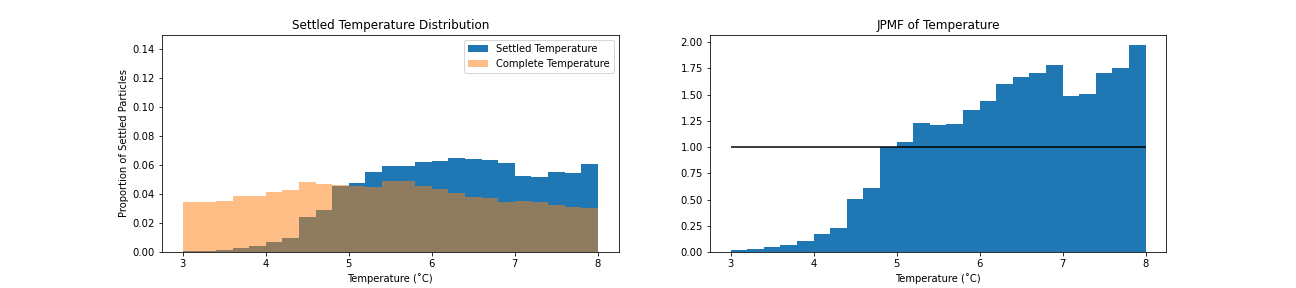 Settled Temperature Distribution
0.14
0.12
0.10
0.08
0.06
0.04
0.02
0.00
Proportion of Settled Particles
Settled Temperature
Complete Temperature
3 4 5 6 7 8
Temperature (˚C)
JPMF of Temperature
2.00
1.75
1.50
1.25
1.00
0.75
0.50
0.25
0.00
3 4 5 6 7 8
Temperature (˚C)